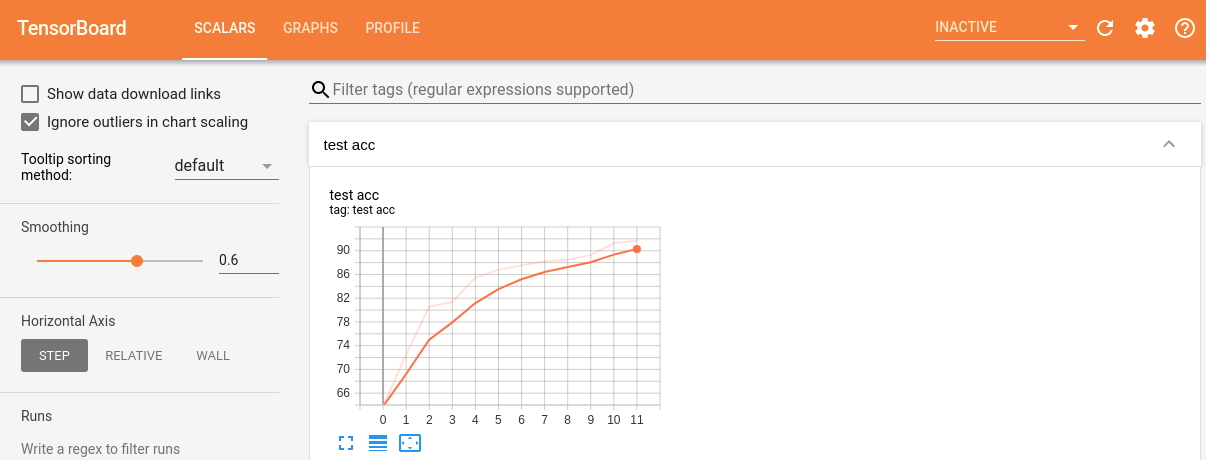 TensorBoard SCALARS GRAPHS PROFILE INACTIVE
Show data download links
Ignore outliers in chart scaling
Tooltip sorting
method:
default
Smoothing
0.6
Horizontal Axis
STEP RELATIVE WALL
Runs
Write a regex to filter runs
Filter tags (regular expressions supported)
test acc
test acc
tag: test acc
90
86
82
78
74
70
66
0 1 2 3 4 5 6 7 8 9 10 11